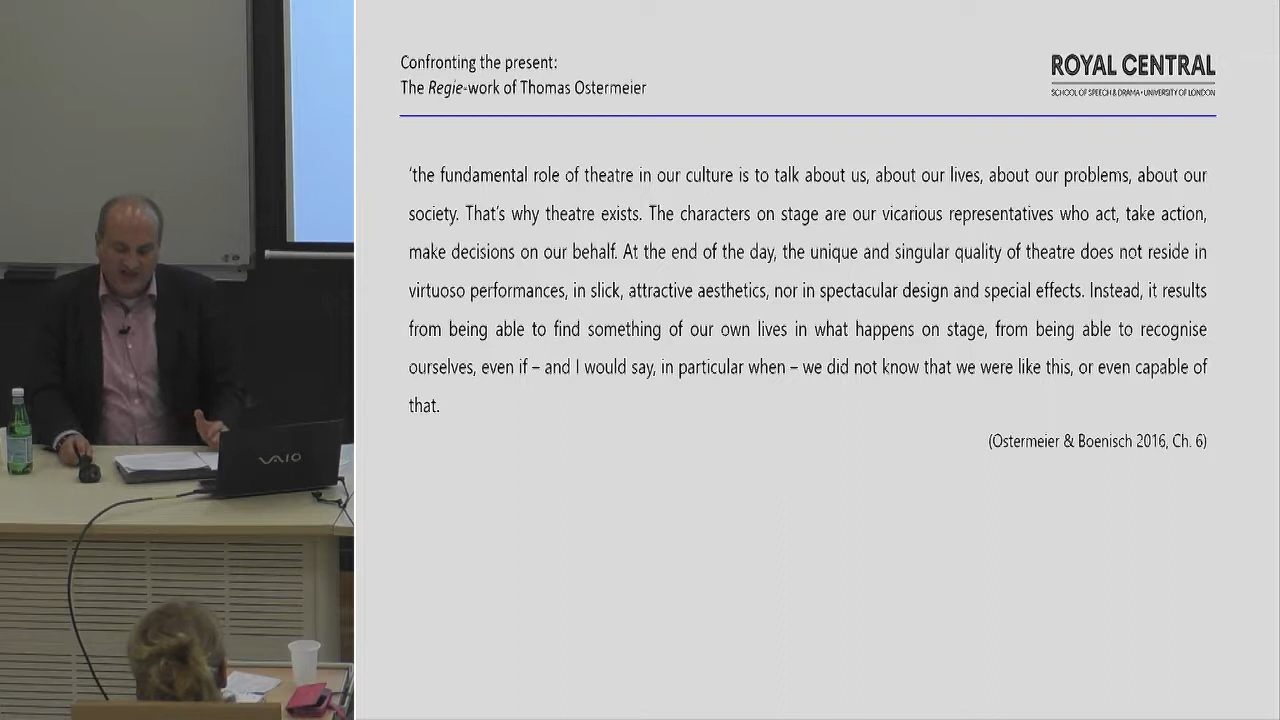 Confronting the present:
The Regie-work of Thomas Ostermeier
ROYAL CENTRAL
SCHOOL OF SPEECH & DRAMA • UNIVERSITY OF LONDON
'the fundamental role of theatre in our culture is to talk about us, about our lives, about our problems, about our
society. That's why theatre exists. The characters on stage are our vicarious representatives who act, take action,
make decisions on our behalf. At the end of the day, the unique and singular quality of theatre does not reside in
virtuoso performances, in slick, attractive aesthetics, nor in spectacular design and special effects. Instead, it results
from being able to find something of our own lives in what happens on stage, from being able to recognise
ourselves, even if – and I would say, in particular when – we did not know that we were like this, or even capable of
that.
(Ostermeier & Boenisch 2016, Ch. 6)
VAIO